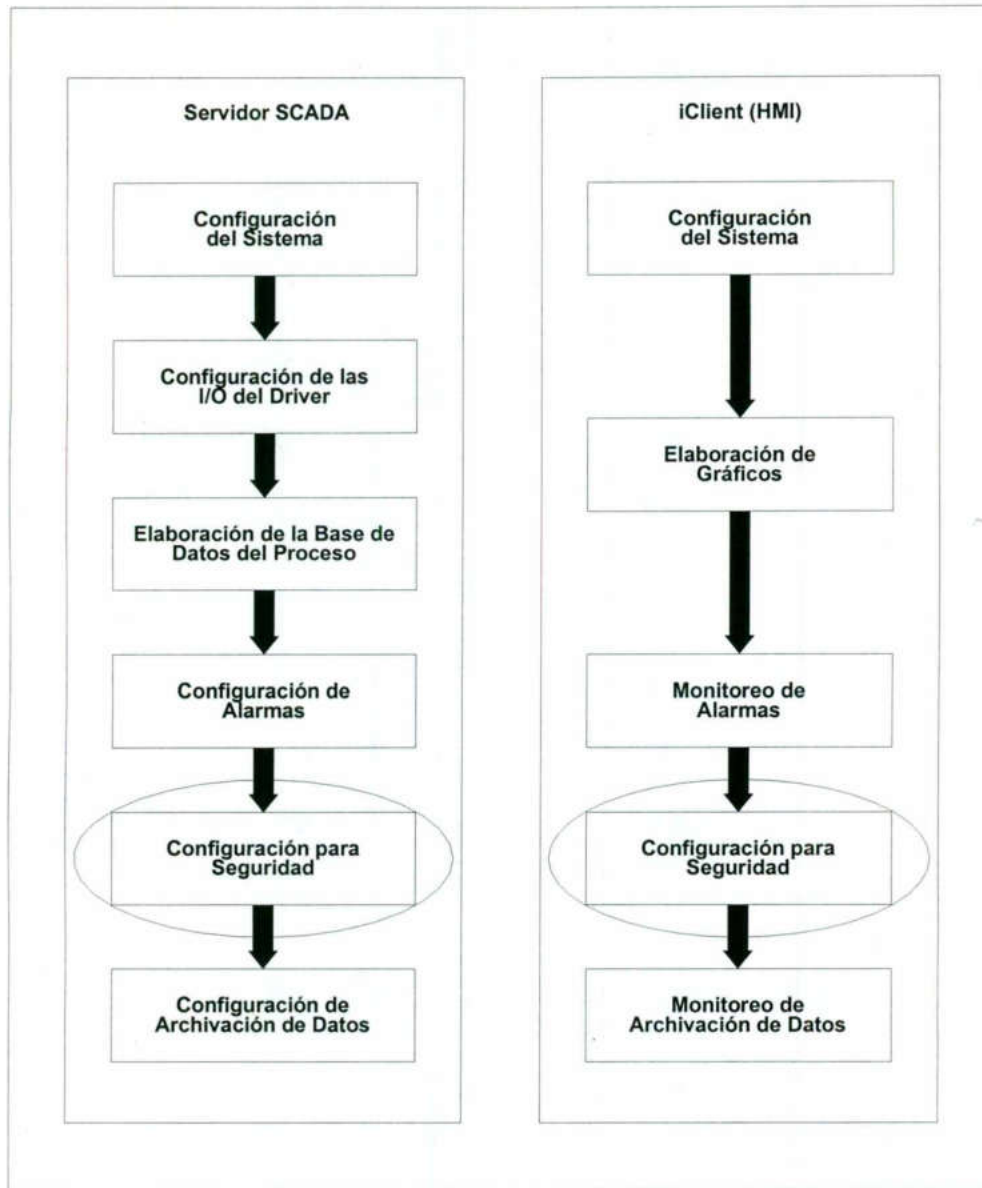 Servidor SCADA
Configuración
del Sistema
Configuración de las
I/O del Driver
Elaboración de la Base de
Datos del Proceso
Configuración de
Alarmas
Configuración para
Seguridad
Configuración de
Archivación de Datos
iClient (HMI)
Configuración
del Sistema
Elaboración de
Gráficos
Monitoreo de
Alarmas
Configuración para
Seguridad
Monitoreo de
Archivación de Datos